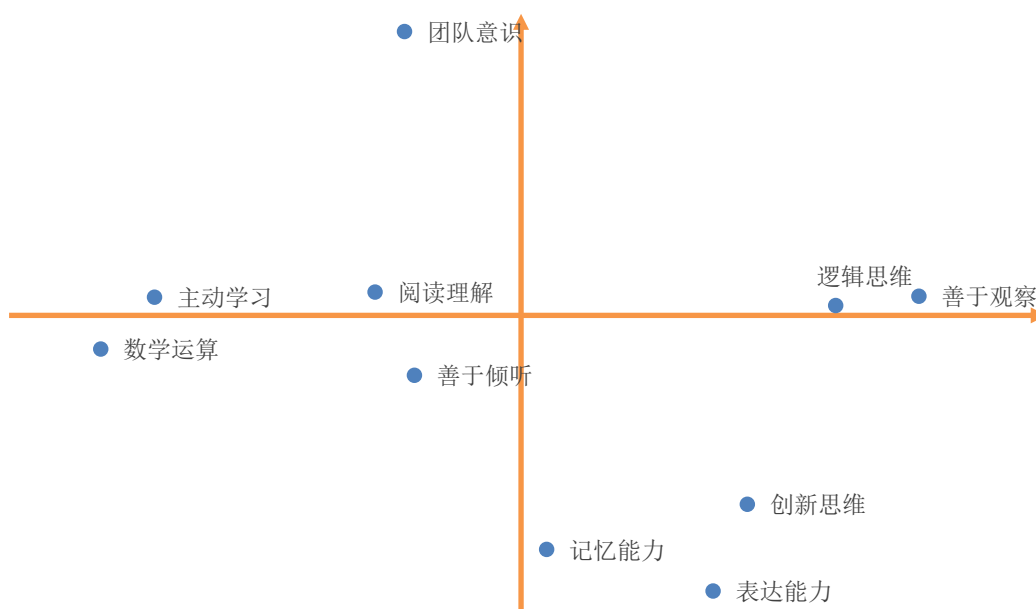 团队意识
逻辑思维
善于观察
阅读理解
主动学习
数学运算
善于倾听
创新思维
记忆能力
表达能力